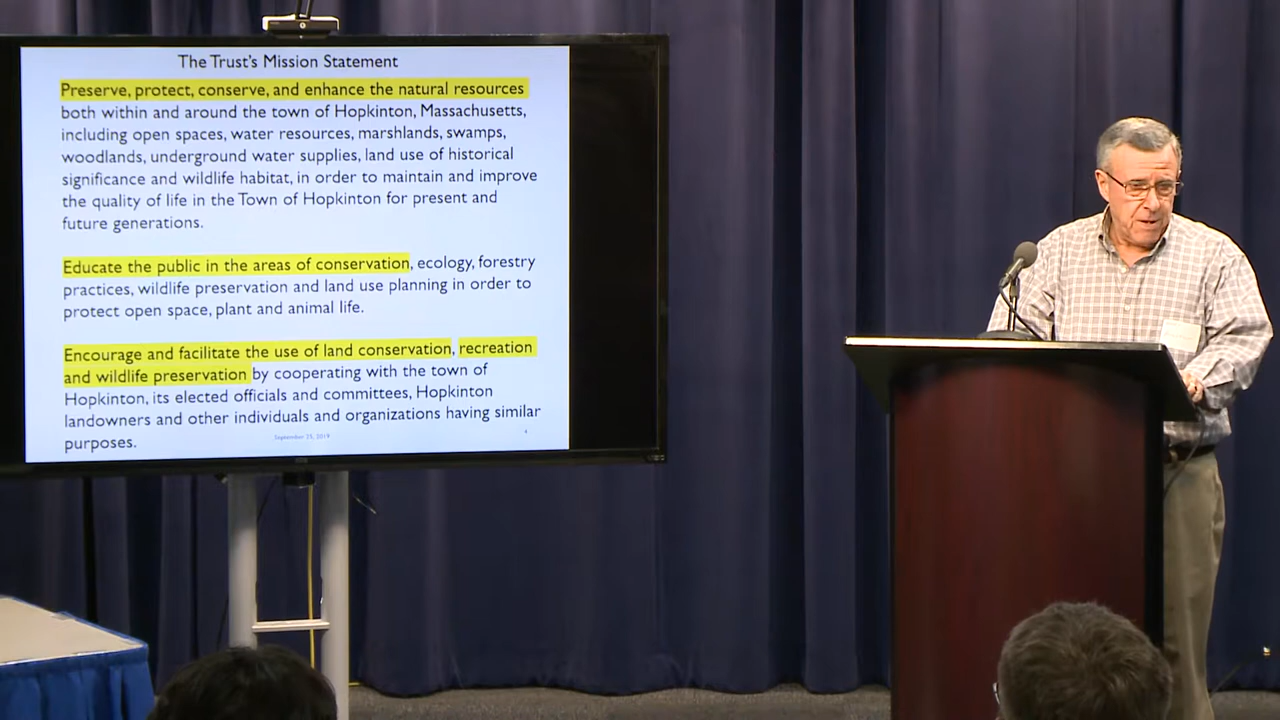 The Trust's Mission Statement
Preserve, protect, conserve, and enhance the natural resources
both within and around the town of Hopkinton, Massachusetts,
including open spaces, water resources, marshlands, swamps,
woodlands, underground water supplies, land use of historical
significance and wildlife habitat, in order to maintain and improve
the quality of life in the Town of Hopkinton for present and
future generations.
Educate the public in the areas of conservation, ecology, forestry
practices, wildlife preservation and land use planning in order to
protect open space, plant and animal life.
Encourage and facilitate the use of land conservation, recreation
and wildlife preservation by cooperating with the town of
Hopkinton, its elected officials and committees, Hopkinton
landowners and other individuals and organizations having similar
purposes.
September 25, 2019